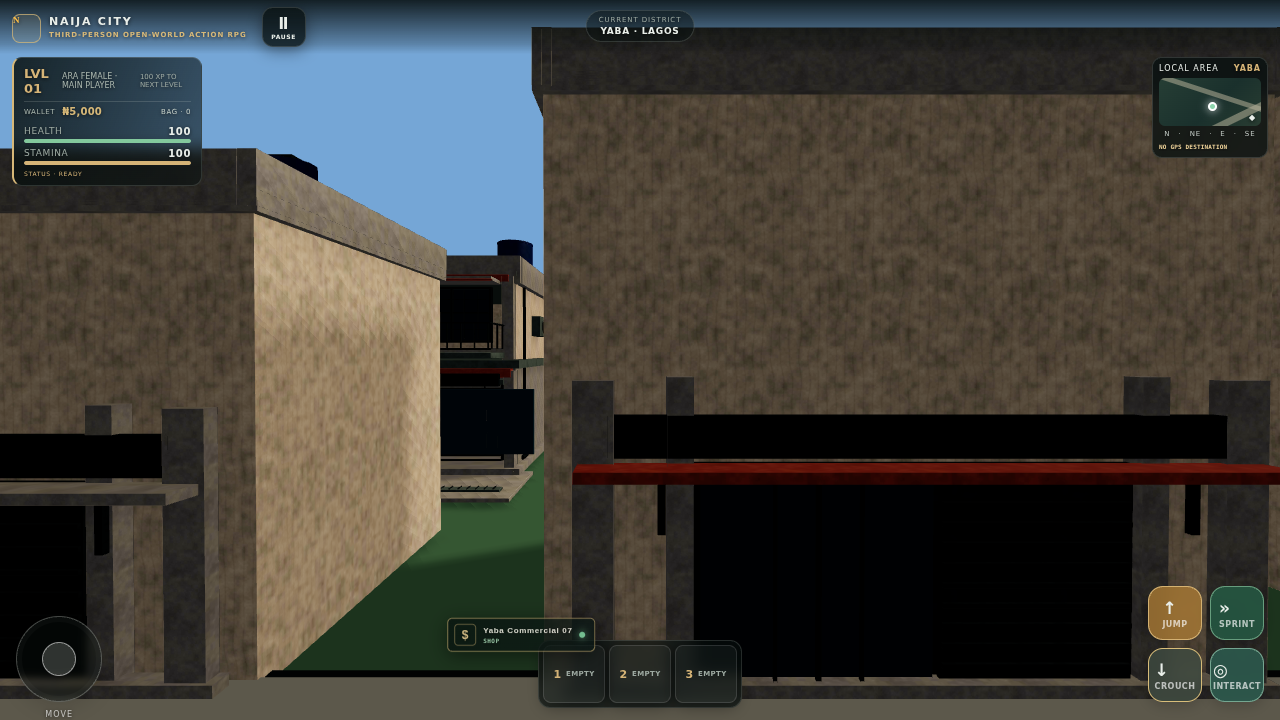 N
NAIJA CITY
THIRD-PERSON OPEN-WORLD ACTION RPG
PAUSE
CURRENT DISTRICT
YABA · LAGOS
LVL 01
ARA FEMALE · MAIN PLAYER
100 XP TO NEXT LEVEL
WALLET ₦5,000 BAG · 0
HEALTH 100
STAMINA 100
STATUS · READY
LOCAL AREA YABA
N · NE · E · SE
NO GPS DESTINATION
$ Yaba Commercial 07
SHOP
1 EMPTY 2 EMPTY 3 EMPTY
JUMP
SPRINT
CROUCH
INTERACT
MOVE